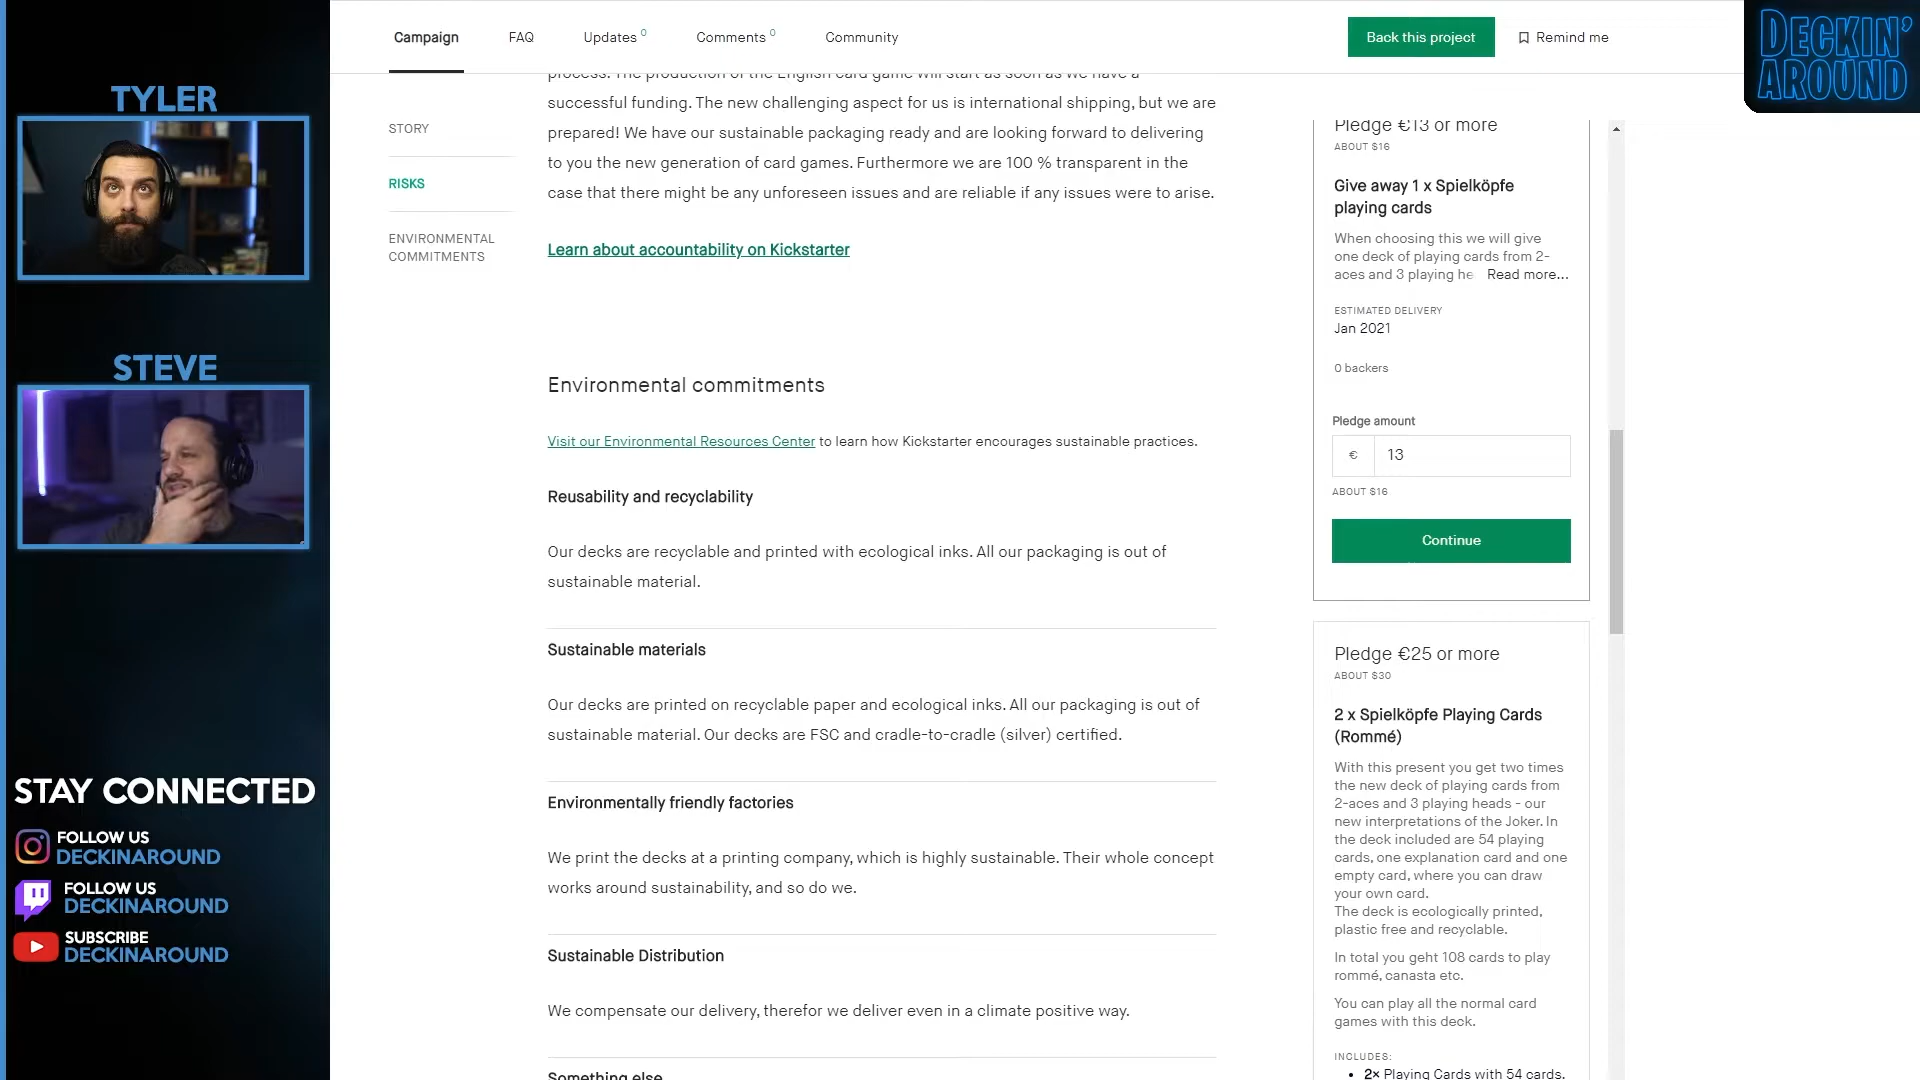 TYLER
STEVE
STAY CONNECTED
FOLLOW US
DECKINAROUND
FOLLOW US
DECKINAROUND
SUBSCRIBE
DECKINAROUND
Campaign
FAQ
Updates 0
Comments 0
Community
Back this project
Remind me
DECKIN'
AROUND
STORY
RISKS
ENVIRONMENTAL
COMMITMENTS
process. The production of the English card game will start as soon as we have a
successful funding. The new challenging aspect for us is international shipping, but we are
prepared! We have our sustainable packaging ready and are looking forward to delivering
to you the new generation of card games. Furthermore we are 100 % transparent in the
case that there might be any unforeseen issues and are reliable if any issues were to arise.
Learn about accountability on Kickstarter
Environmental commitments
Visit our Environmental Resources Center to learn how Kickstarter encourages sustainable practices.
Reusability and recyclability
Our decks are recyclable and printed with ecological inks. All our packaging is out of
sustainable material.
Sustainable materials
Our decks are printed on recyclable paper and ecological inks. All our packaging is out of
sustainable material. Our decks are FSC and cradle-to-cradle (silver) certified.
Environmentally friendly factories
We print the decks at a printing company, which is highly sustainable. Their whole concept
works around sustainability, and so do we.
Sustainable Distribution
We compensate our delivery, therefor we deliver even in a climate positive way.
Something else
Pledge €13 or more
ABOUT $16
Give away 1 x Spielköpfe
playing cards
When choosing this we will give
one deck of playing cards from 2-
aces and 3 playing he Read more...
ESTIMATED DELIVERY
Jan 2021
0 backers
Pledge amount
€ 13
ABOUT $16
Continue
Pledge €25 or more
ABOUT $30
2 x Spielköpfe Playing Cards
(Rommé)
With this present you get two times
the new deck of playing cards from
2-aces and 3 playing heads - our
new interpretations of the Joker. In
the deck included are 54 playing
cards, one explanation card and one
empty card, where you can draw
your own card.
The deck is ecologically printed,
plastic free and recyclable.
In total you geht 108 cards to play
rommé, canasta etc.
You can play all the normal card
games with this deck.
INCLUDES:
• 2× Playing Cards with 54 cards.